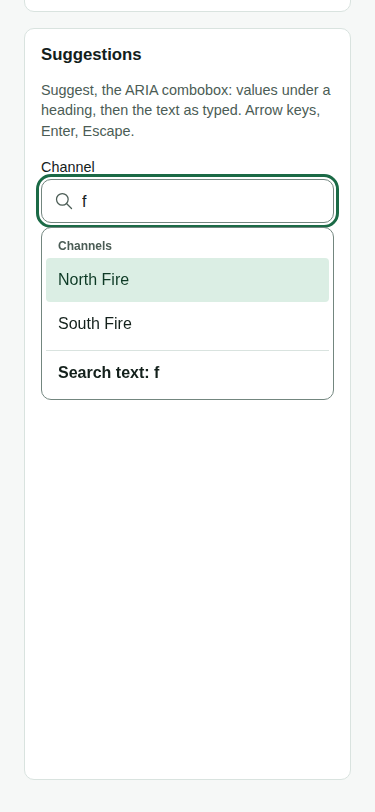 Suggestions
Suggest, the ARIA combobox: values under a
heading, then the text as typed. Arrow keys,
Enter, Escape.
Channel
f
Channels
North Fire
South Fire
Search text: f